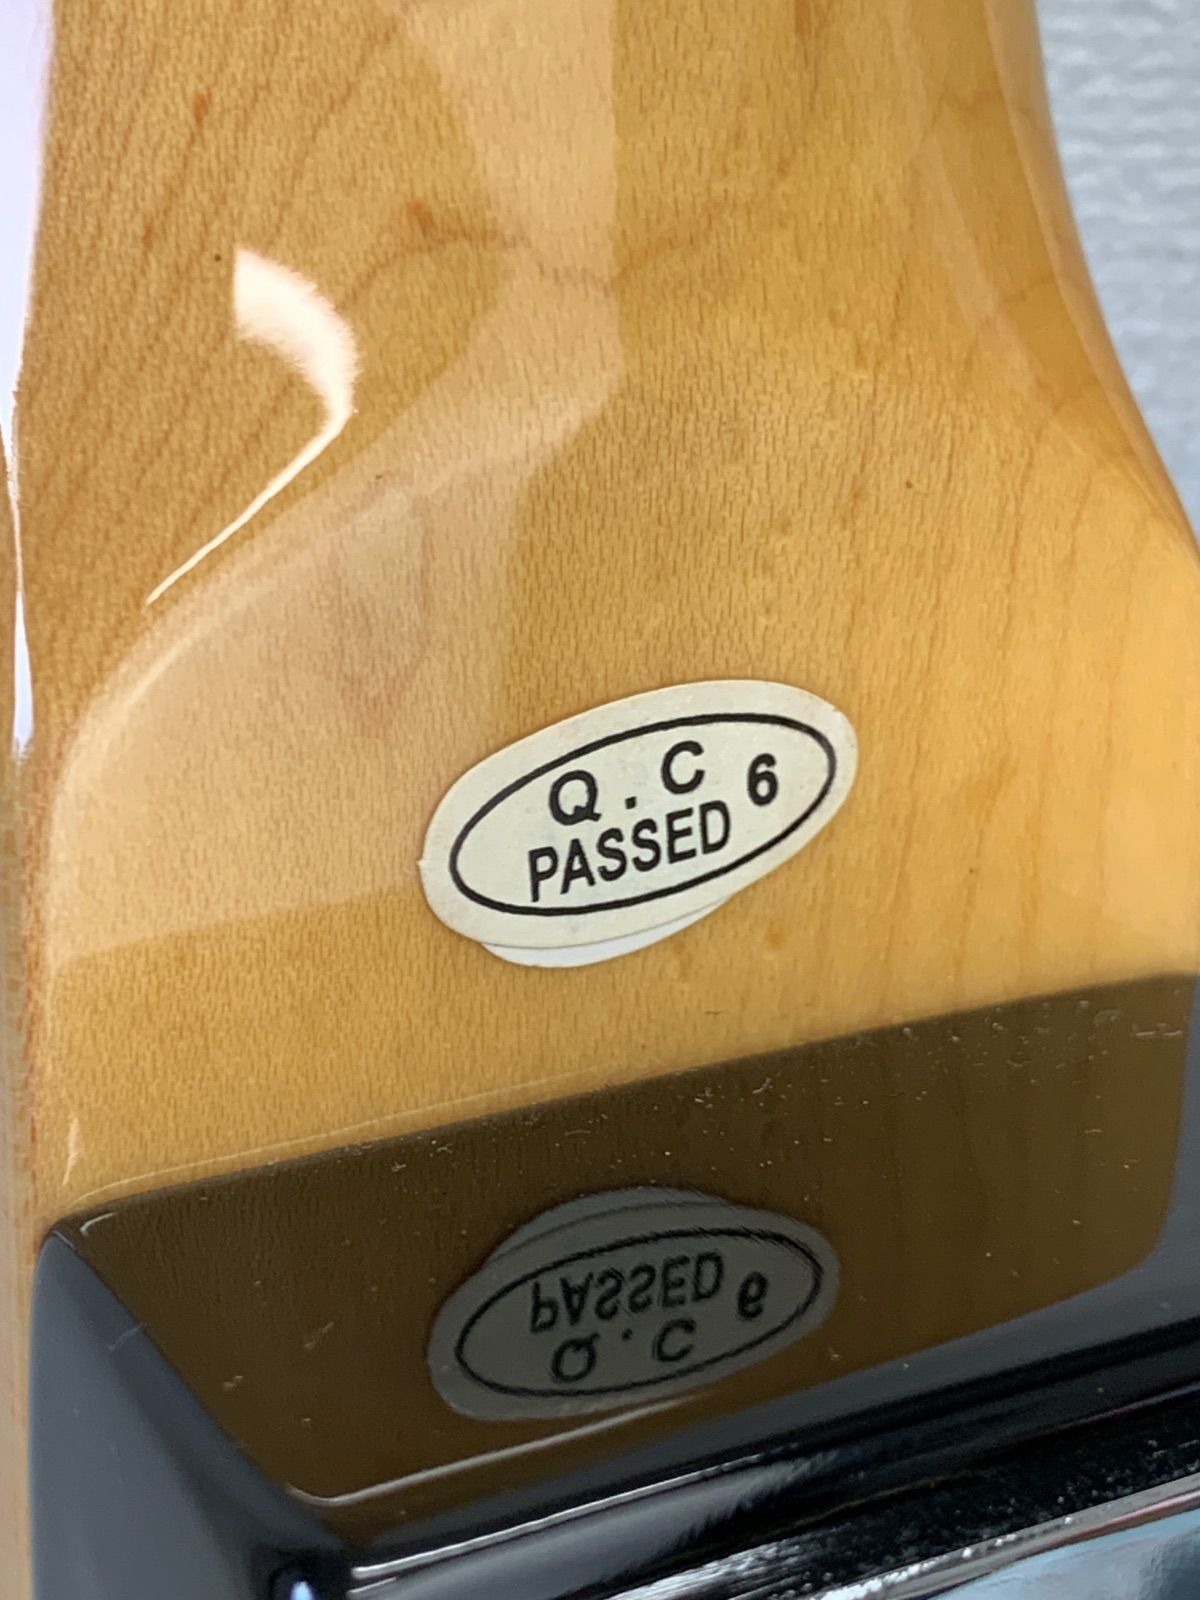 Q . C 6
PASSED